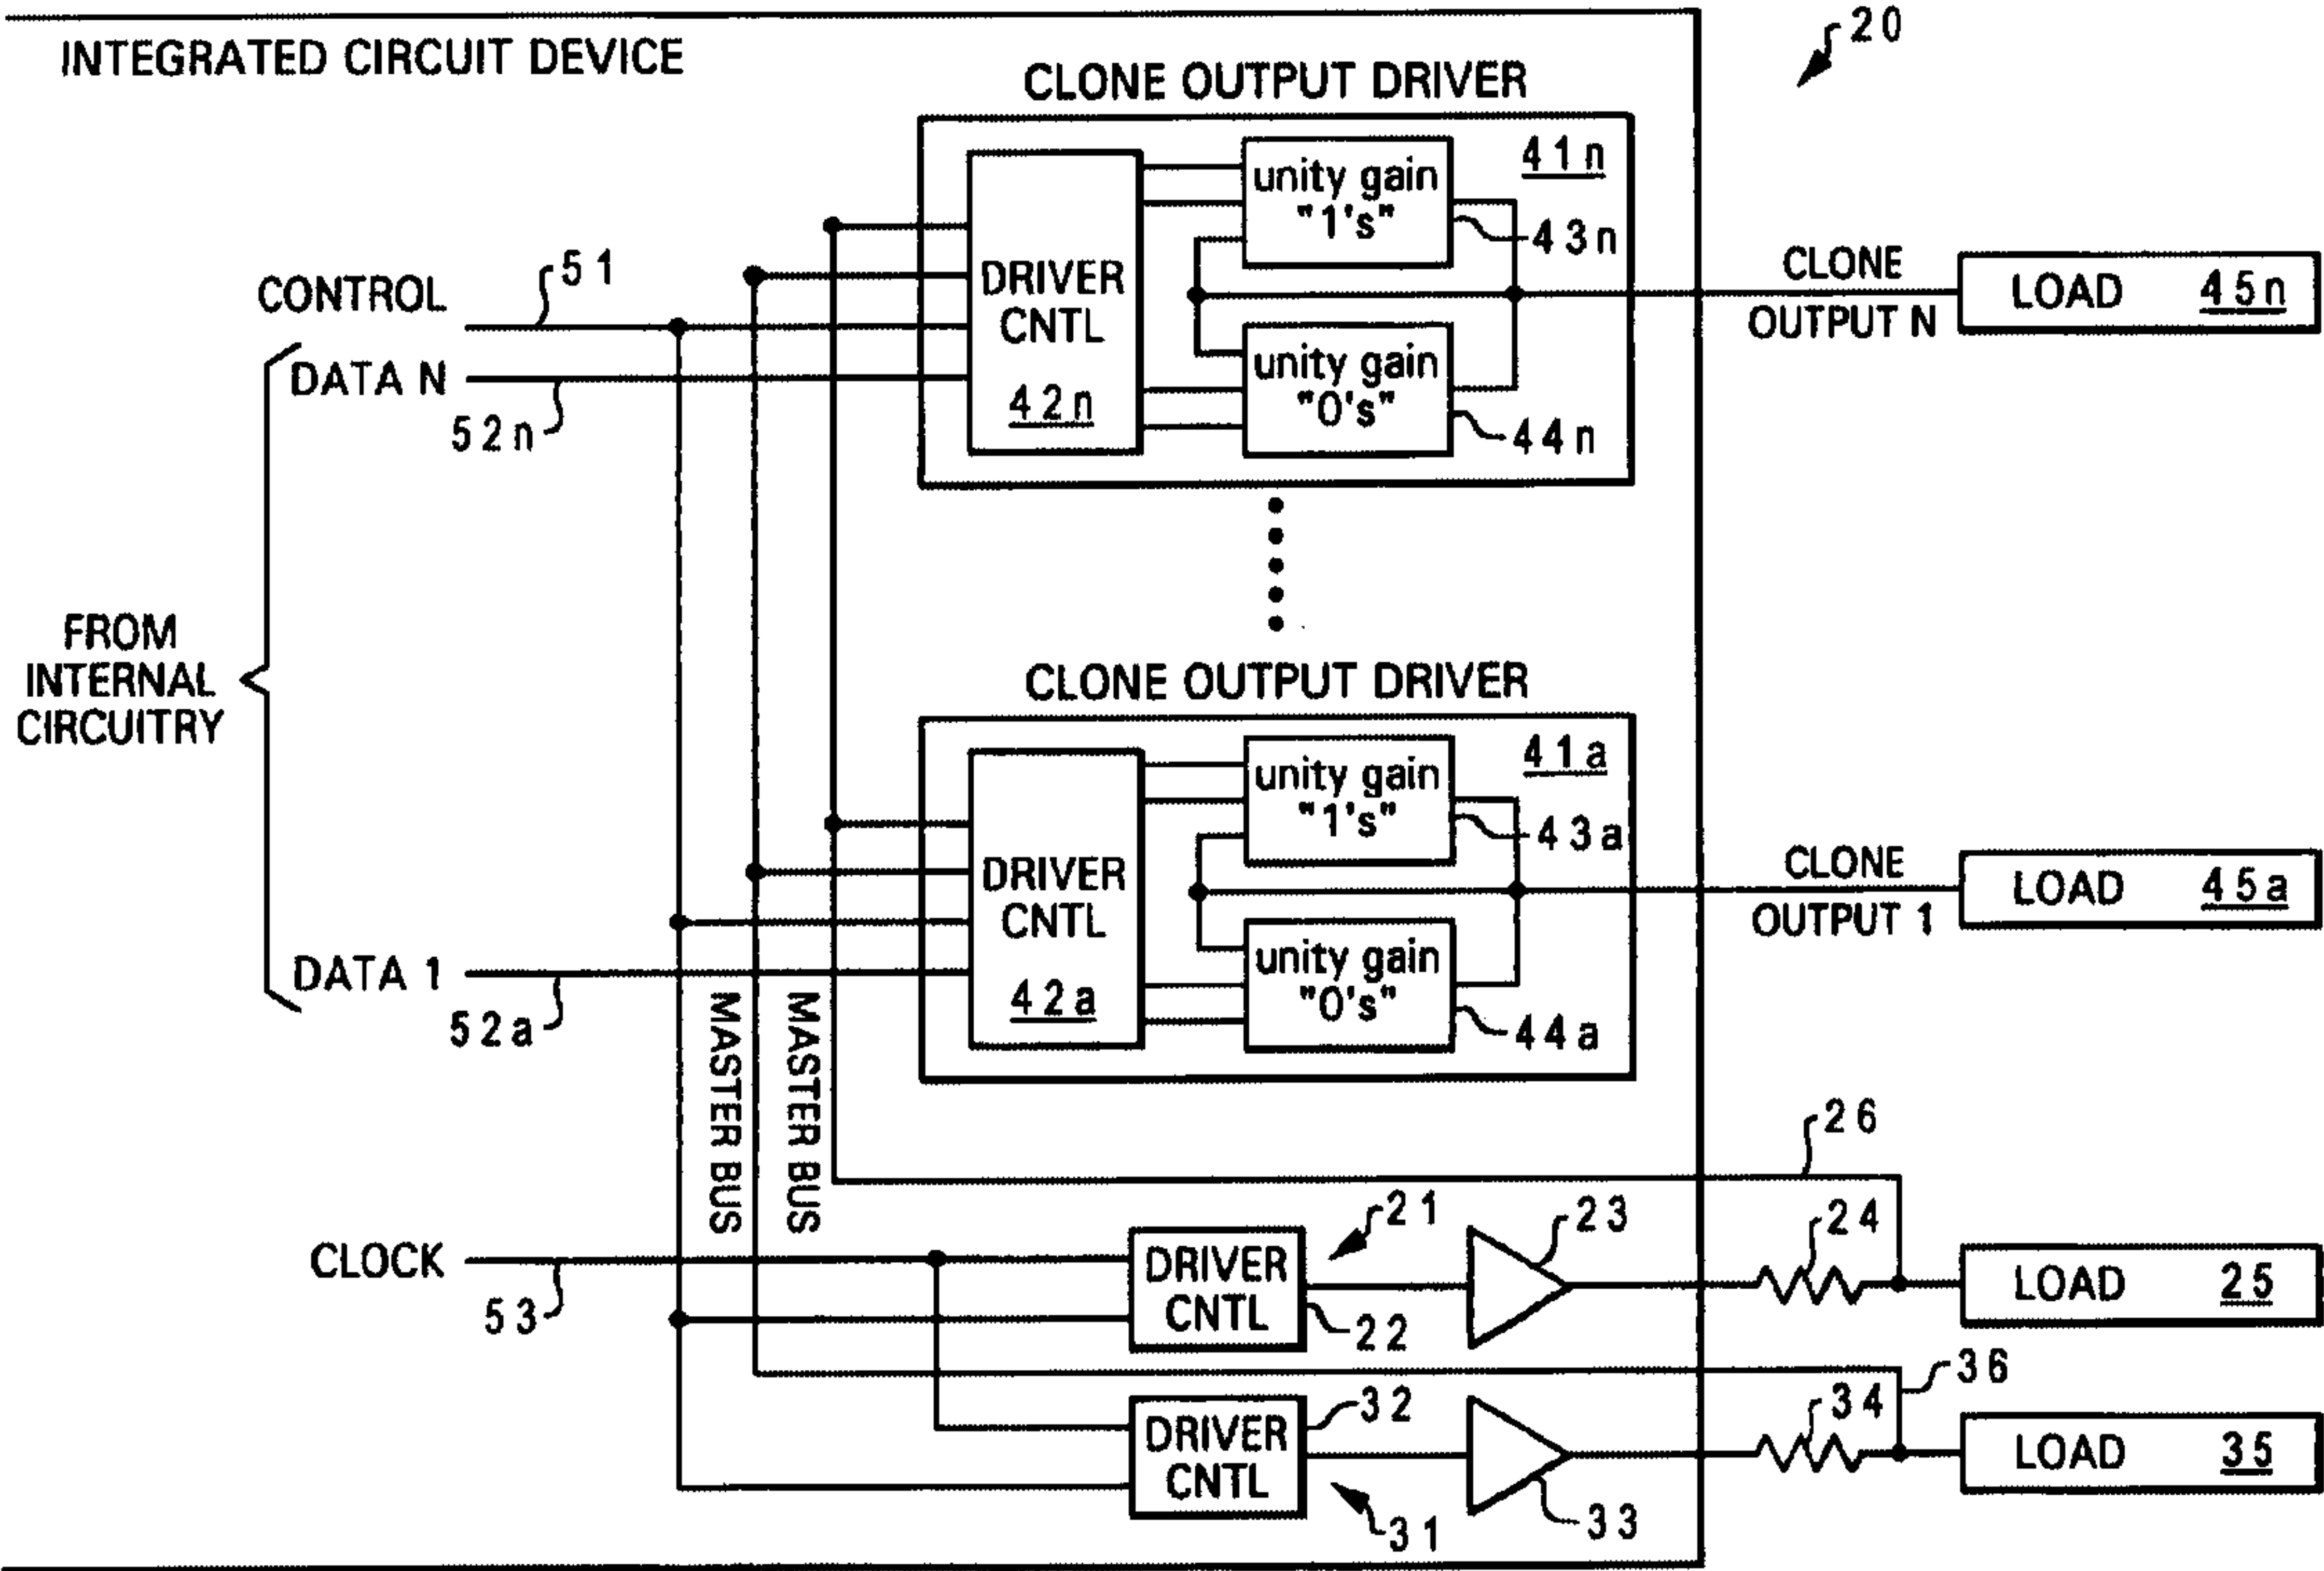 INTEGRATED CIRCUIT DEVICE
20
CLONE OUTPUT DRIVER
41n
unity gain
"1's"
43n
DRIVER
CNTL
42n
unity gain
"0's"
44n
CONTROL
51
DATA N
52n
CLONE
OUTPUT N
LOAD 45n
FROM
INTERNAL
CIRCUITRY
CLONE OUTPUT DRIVER
41a
unity gain
"1's"
43a
DRIVER
CNTL
42a
unity gain
"0's"
44a
DATA 1
52a
CLONE
OUTPUT 1
LOAD 45a
MASTER BUS
MASTER BUS
26
CLOCK
53
DRIVER
CNTL
21
22
23
24
LOAD 25
36
DRIVER
CNTL
32
31
33
34
LOAD 35